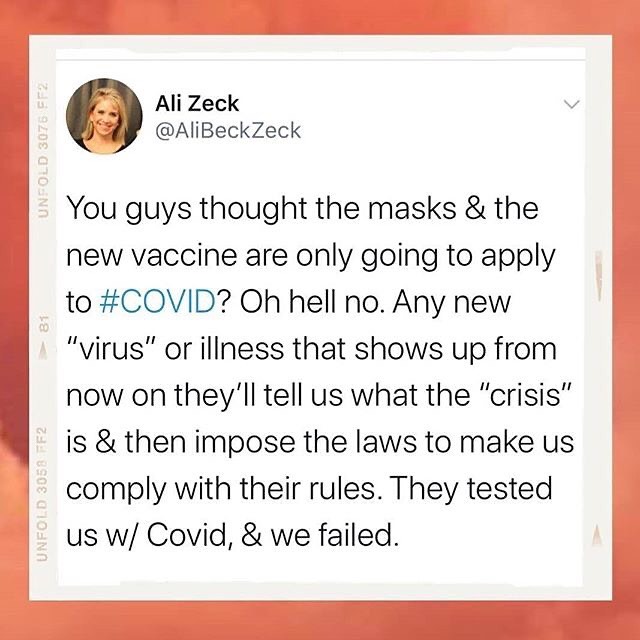 Ali Zeck
@AliBeckZeck
You guys thought the masks & the
new vaccine are only going to apply
to #COVID? Oh hell no. Any new
“virus” or illness that shows up from
now on they’ll tell us what the “crisis”
is & then impose the laws to make us
comply with their rules. They tested
us w/ Covid, & we failed.
UNFOLD 3076 FF2
81
UNFOLD 3058 FF2